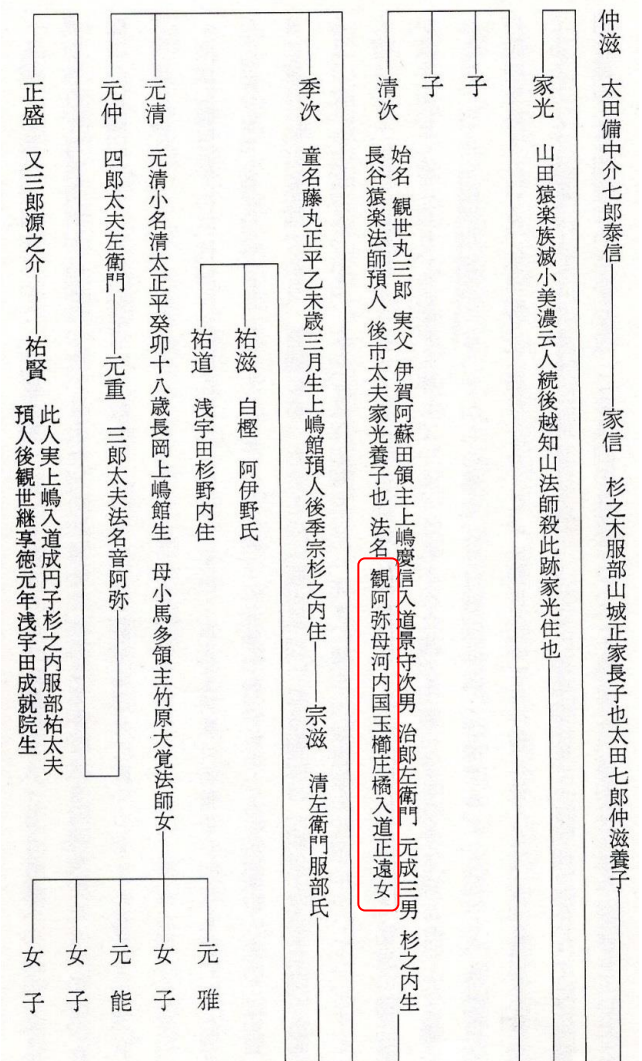 仲滋　太田備中介七郎泰信
家信　杉之木服部山城正家長子也太田七郎仲滋養子
家光　山田猿楽族滅小美濃云人続後越知山法師殺此跡家光住也
子
子
清次　始名　観世丸三郎　実父　伊賀阿蘇田領主上嶋慶信入道景守次男　治郎左衛門　元成三男　杉之内生
長谷猿楽法師預人　後市太夫家光養子也　法名　観阿弥母河内国玉櫛庄橘入道正遠女
季次　童名藤丸正平乙未歳三月生上嶋館預人後季宗杉之内住
宗滋　清左衛門服部氏
祐滋　白樫　阿伊野氏
祐道　浅宇田杉野内住
元清　元清小名清太正平癸卯十八歳長岡上嶋館生　母小馬多領主竹原大覚法師女
元雅
女子
元能
女子
女子
元仲　四郎太夫左衛門
元重　三郎太夫法名音阿弥
正盛　又三郎源之介
祐賢　此人実上嶋入道成円子杉之内服部祐太夫
預人後観世継享徳元年浅宇田成就院生